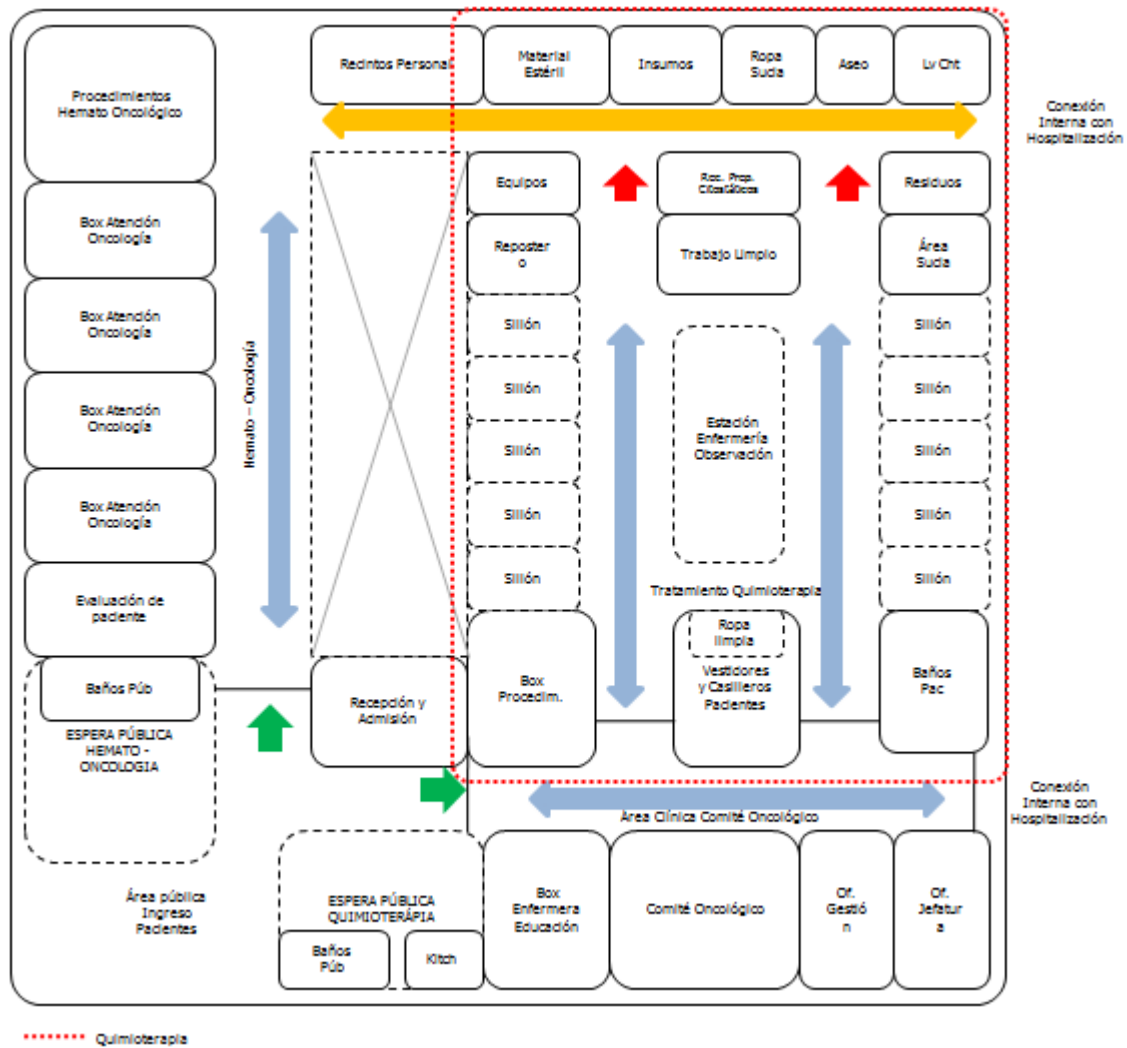 Recintos Personal
Material
Estéril
Insumos
Ropa
Sucia
Aseo
Lv Cht
Procedimientos
Hemato Oncológico
Conexión
Interna con
Hospitalización
Equipos
Rec. Prep.
Citostáticos
Residuos
Box Atención
Oncología
Reposter
o
Trabajo Limpio
Área
Sucia
Box Atención
Oncología
Sillón
Sillón
Sillón
Sillón
Sillón
Hemato – Oncología
Estación
Enfermería
Observación
Sillón
Sillón
Sillón
Sillón
Sillón
Box Atención
Oncología
Box Atención
Oncología
Evaluación de
paciente
Tratamiento Quimioterapia
Ropa
limpia
Baños Púb
Recepción y
Admisión
Box
Procedim.
Vestidores
y Casilleros
Pacientes
Baños
Pac
ESPERA PÚBLICA
HEMATO -
ONCOLOGIA
Conexión
Interna con
Hospitalización
Área Clínica Comité Oncológico
Área pública
Ingreso
Pacientes
ESPERA PÚBLICA
QUIMIOTERÁPIA
Baños
Púb
Kitch
Box
Enfermera
Educación
Comité Oncológico
Of.
Gestió
n
Of.
Jefatur
a
Quimioterapia